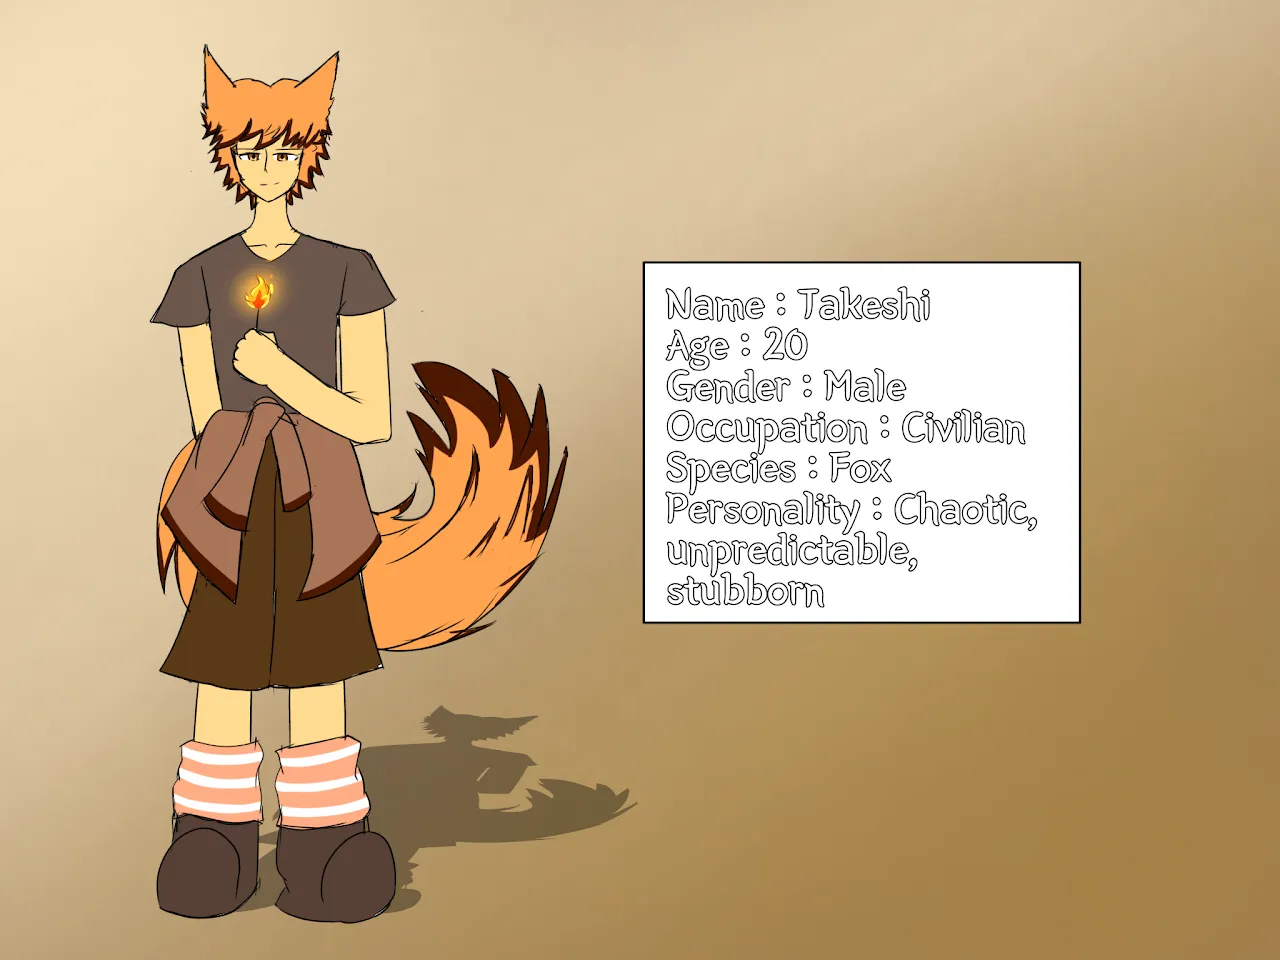 Name : Takeshi
Age : 20
Gender : Male
Occupation : Civilian
Species : Fox
Personality : Chaotic,
unpredictable,
stubborn